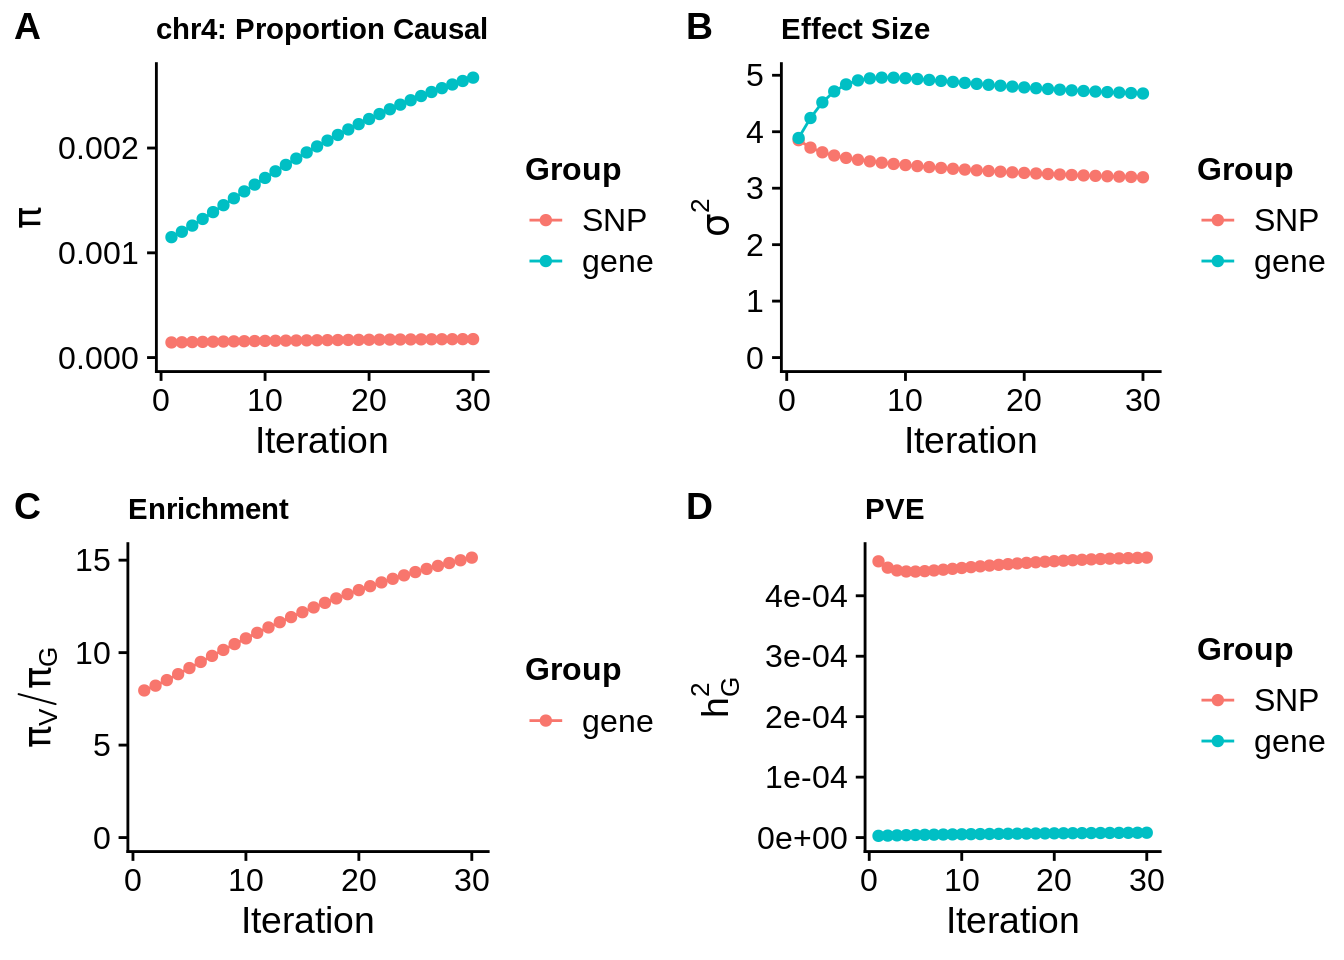 A
chr4: Proportion Causal
0.002
0.001
0.000
π
0
10
20
30
Iteration
Group
SNP
gene
B
Effect Size
5
4
3
2
1
0
σ²
0
10
20
30
Iteration
Group
SNP
gene
C
Enrichment
15
10
5
0
πV/πG
0
10
20
30
Iteration
Group
gene
D
PVE
4e-04
3e-04
2e-04
1e-04
0e+00
h²G
0
10
20
30
Iteration
Group
SNP
gene